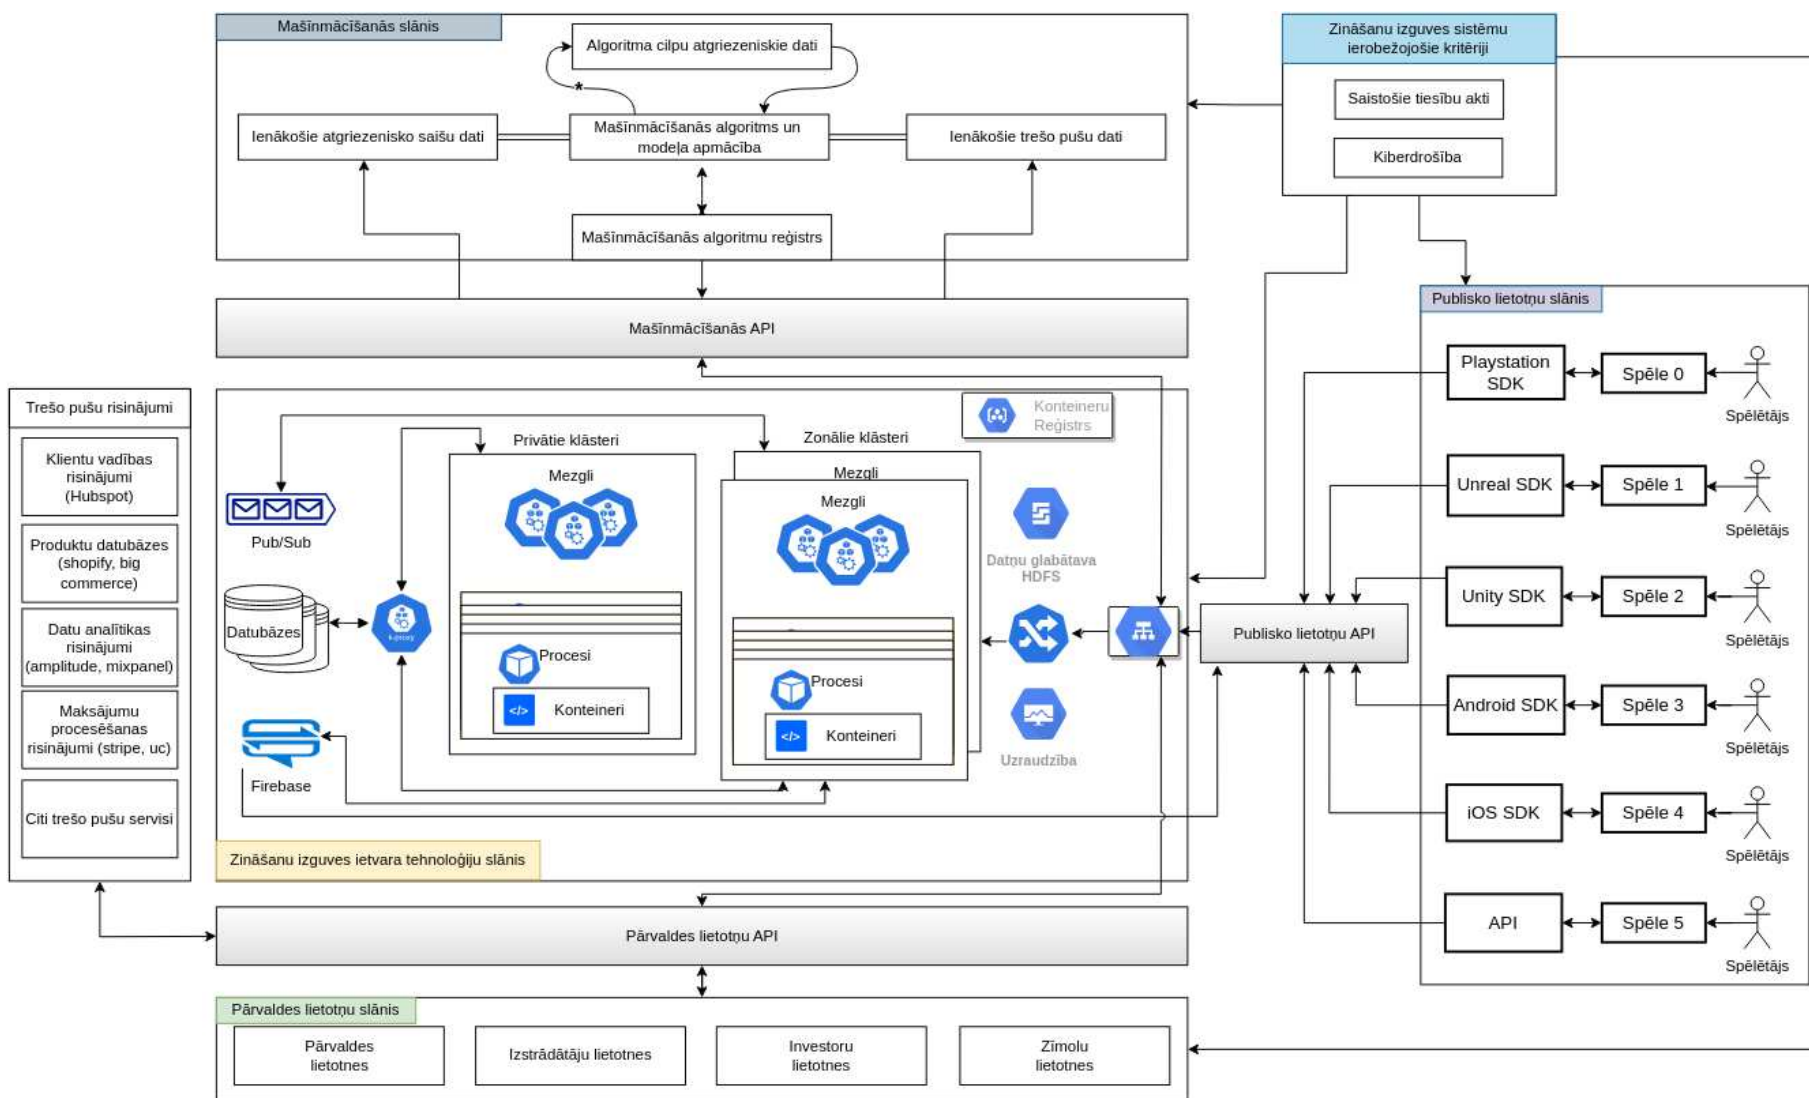 Mašīnmācīšanās slānis
Algoritma cilpu atgriezeniskie dati
*
Ienākošie atgriezenisko saišu dati
Mašīnmācīšanās algoritms un
modeļa apmācība
Ienākošie trešo pušu dati
Mašīnmācīšanās algoritmu reģistrs
Mašīnmācīšanās API
Zināšanu izguves sistēmu
ierobežojošie kritēriji
Saistošie tiesību akti
Kiberdrošība
Trešo pušu risinājumi
Klientu vadības
risinājumi
(Hubspot)
Produktu datubāzes
(shopify, big
commerce)
Datu analītikas
risinājumi
(amplitude, mixpanel)
Maksājumu
procesēšanas
risinājumi (stripe, uc)
Citi trešo pušu servisi
Konteineru
Reģistrs
Privātie klāsteri
Mezgli
Zonālie klāsteri
Mezgli
Mezgli
Pub/Sub
Datubāzes
k-proxy
Firebase
Procesi
</>
Konteineri
Procesi
</>
Konteineri
Datņu glabātava
HDFS
Uzraudzība
Zināšanu izguves ietvara tehnoloģiju slānis
Publisko lietotņu API
Publisko lietotņu slānis
Playstation
SDK
Spēle 0
Spēlētājs
Unreal SDK
Spēle 1
Spēlētājs
Unity SDK
Spēle 2
Spēlētājs
Android SDK
Spēle 3
Spēlētājs
iOS SDK
Spēle 4
Spēlētājs
API
Spēle 5
Spēlētājs
Pārvaldes lietotņu API
Pārvaldes lietotņu slānis
Pārvaldes
lietotnes
Izstrādātāju lietotnes
Investoru
lietotnes
Zīmolu
lietotnes